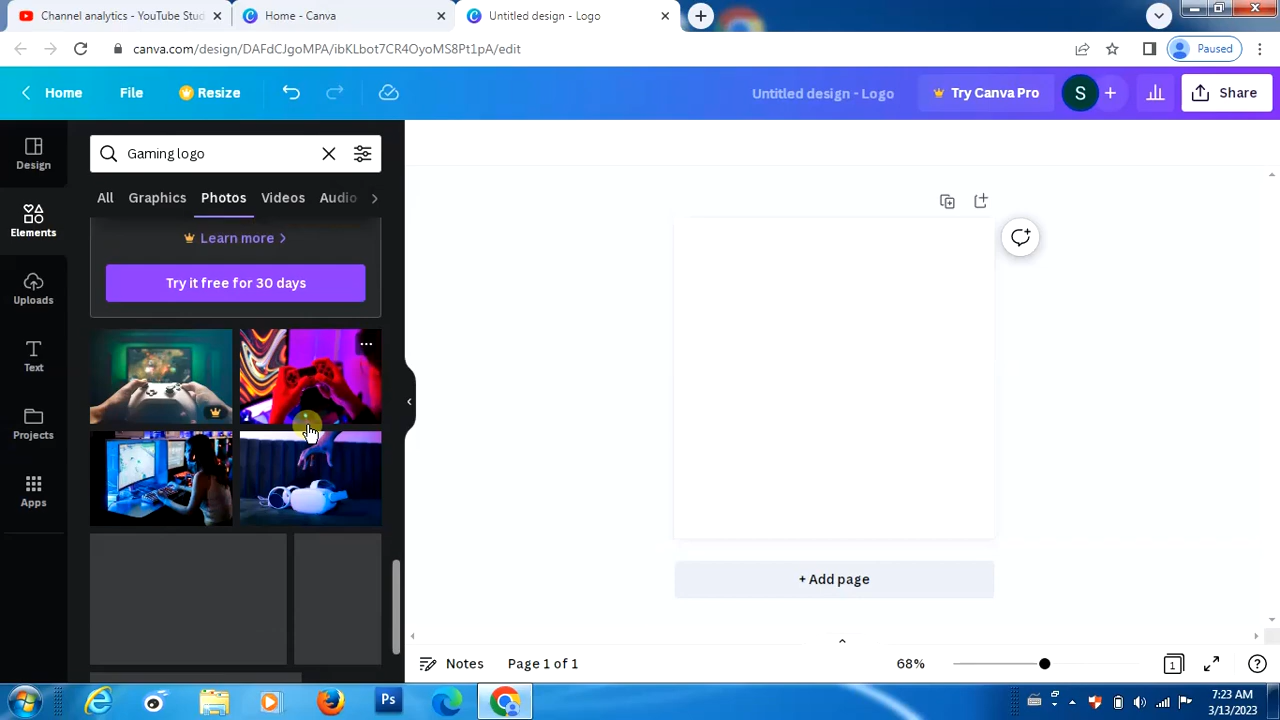 Channel analytics - YouTube Stud
Home - Canva
Untitled design - Logo
canva.com/design/DAFdCJgoMPA/ibKLbot7CR4OyoMS8Pt1pA/edit
Paused
Home
File
Resize
Untitled design - Logo
Try Canva Pro
S
Share
Design
Elements
Uploads
Text
Projects
Apps
Gaming logo
All
Graphics
Photos
Videos
Audio
Learn more
Try it free for 30 days
+ Add page
Notes
Page 1 of 1
68%
1
Ps
7:23 AM
3/13/2023